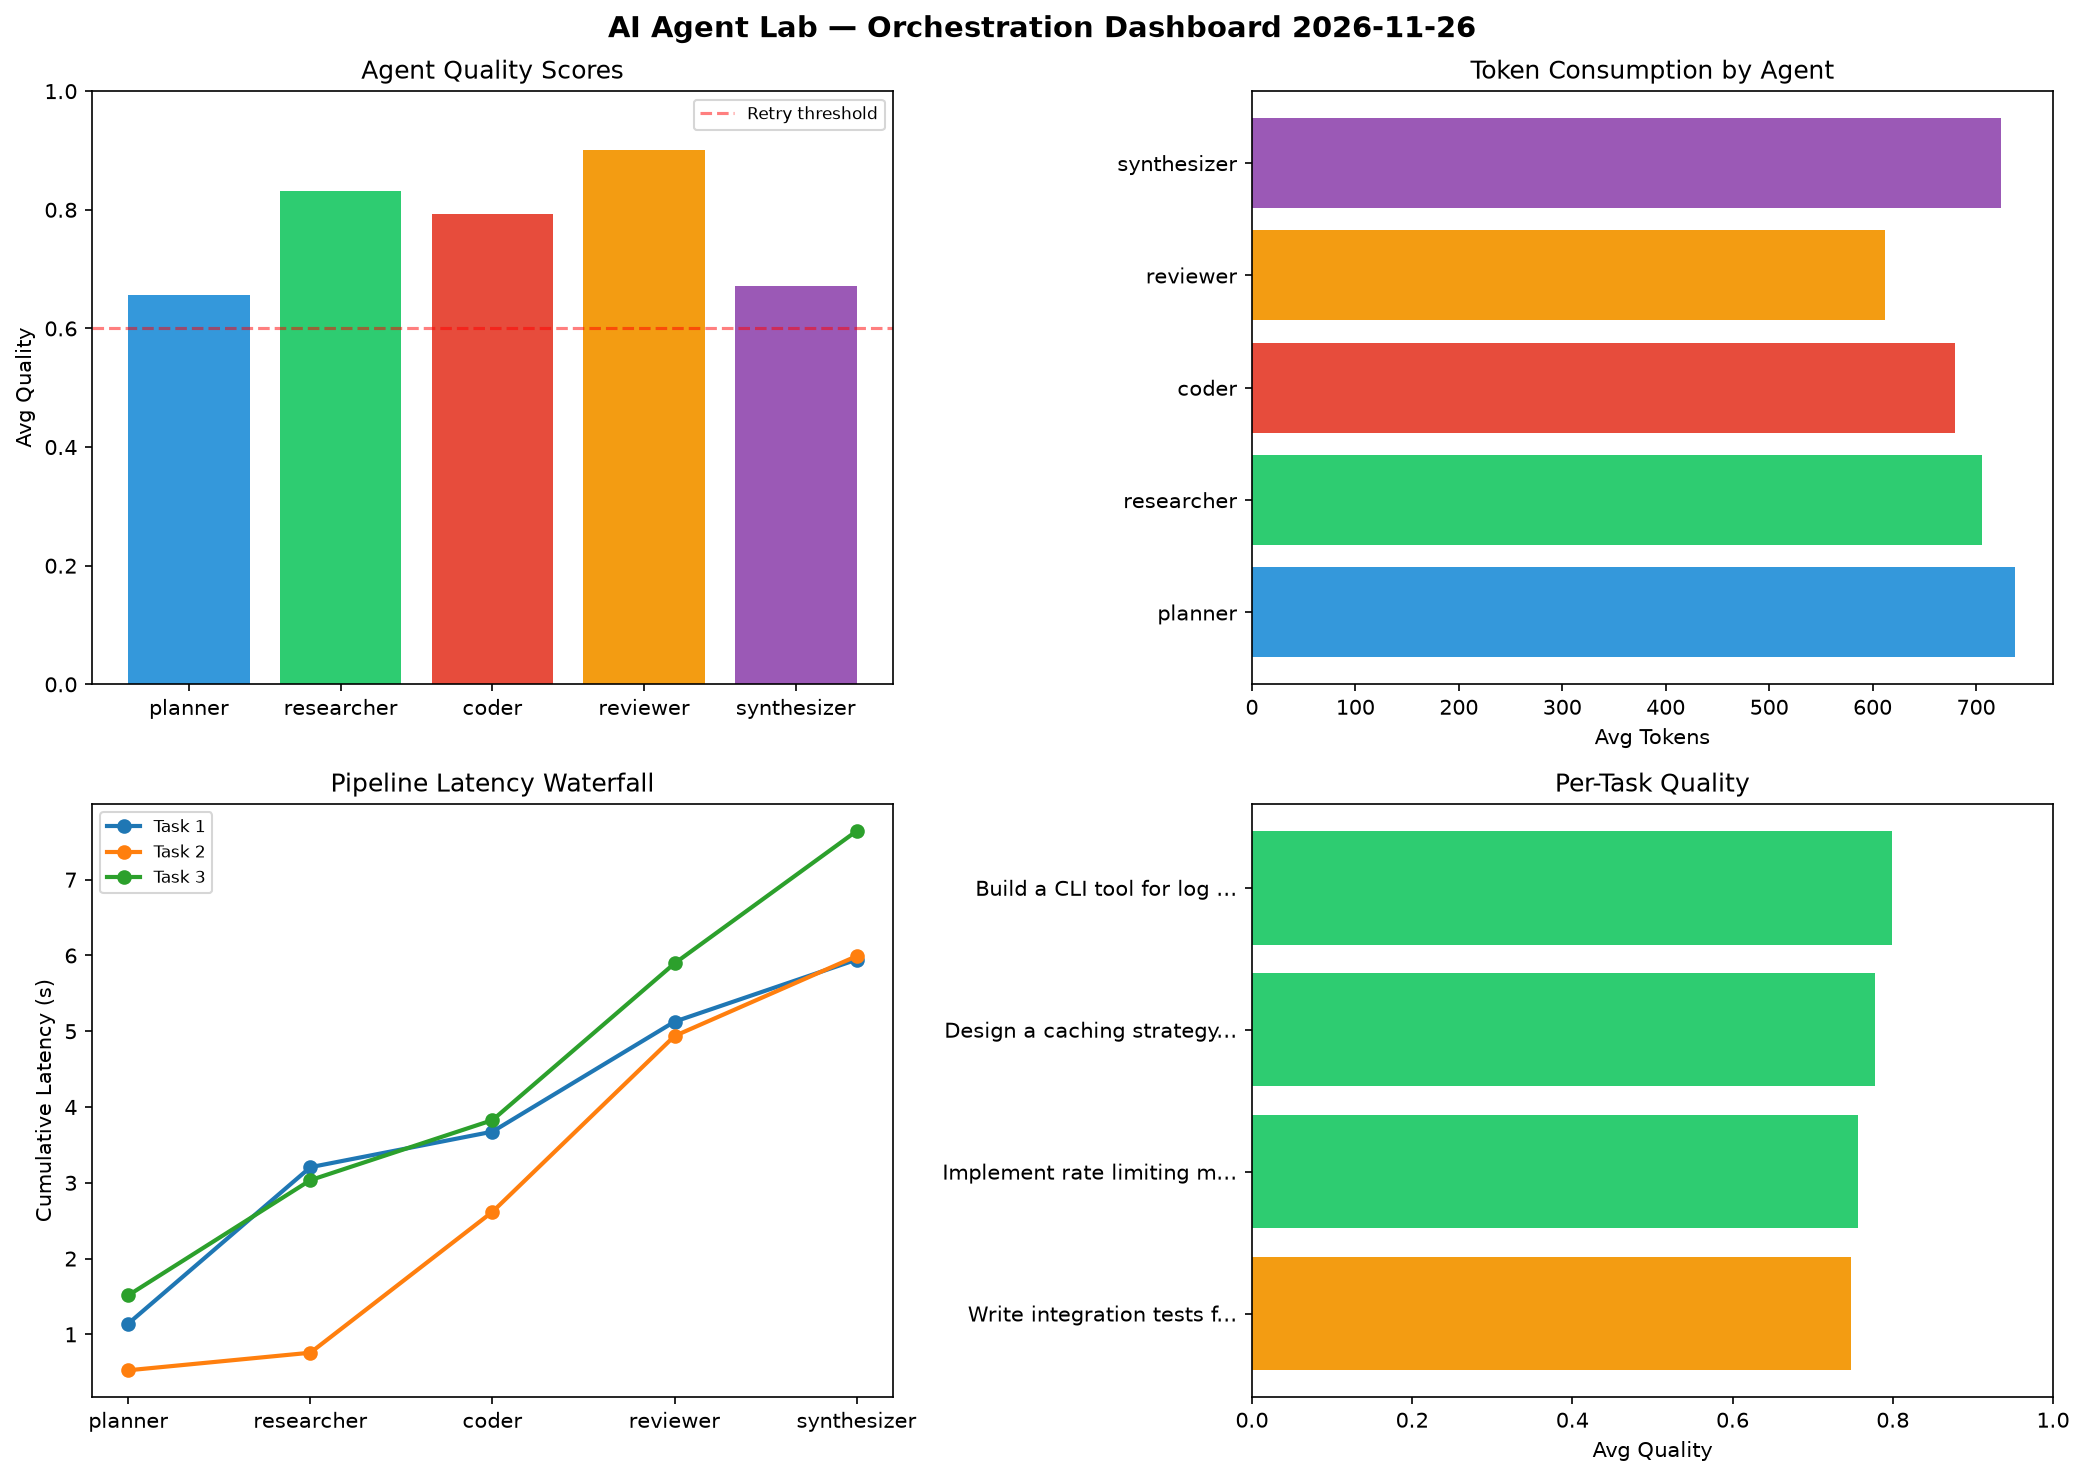 AI Agent Lab — Orchestration Dashboard 2026-11-26
Agent Quality Scores
Retry threshold
Avg Quality
1.0
0.8
0.6
0.4
0.2
0.0
planner researcher coder reviewer synthesizer
Token Consumption by Agent
synthesizer
reviewer
coder
researcher
planner
0 100 200 300 400 500 600 700
Avg Tokens
Pipeline Latency Waterfall
Task 1
Task 2
Task 3
Cumulative Latency (s)
7
6
5
4
3
2
1
planner researcher coder reviewer synthesizer
Per-Task Quality
Build a CLI tool for log ...
Design a caching strategy...
Implement rate limiting m...
Write integration tests f...
0.0 0.2 0.4 0.6 0.8 1.0
Avg Quality